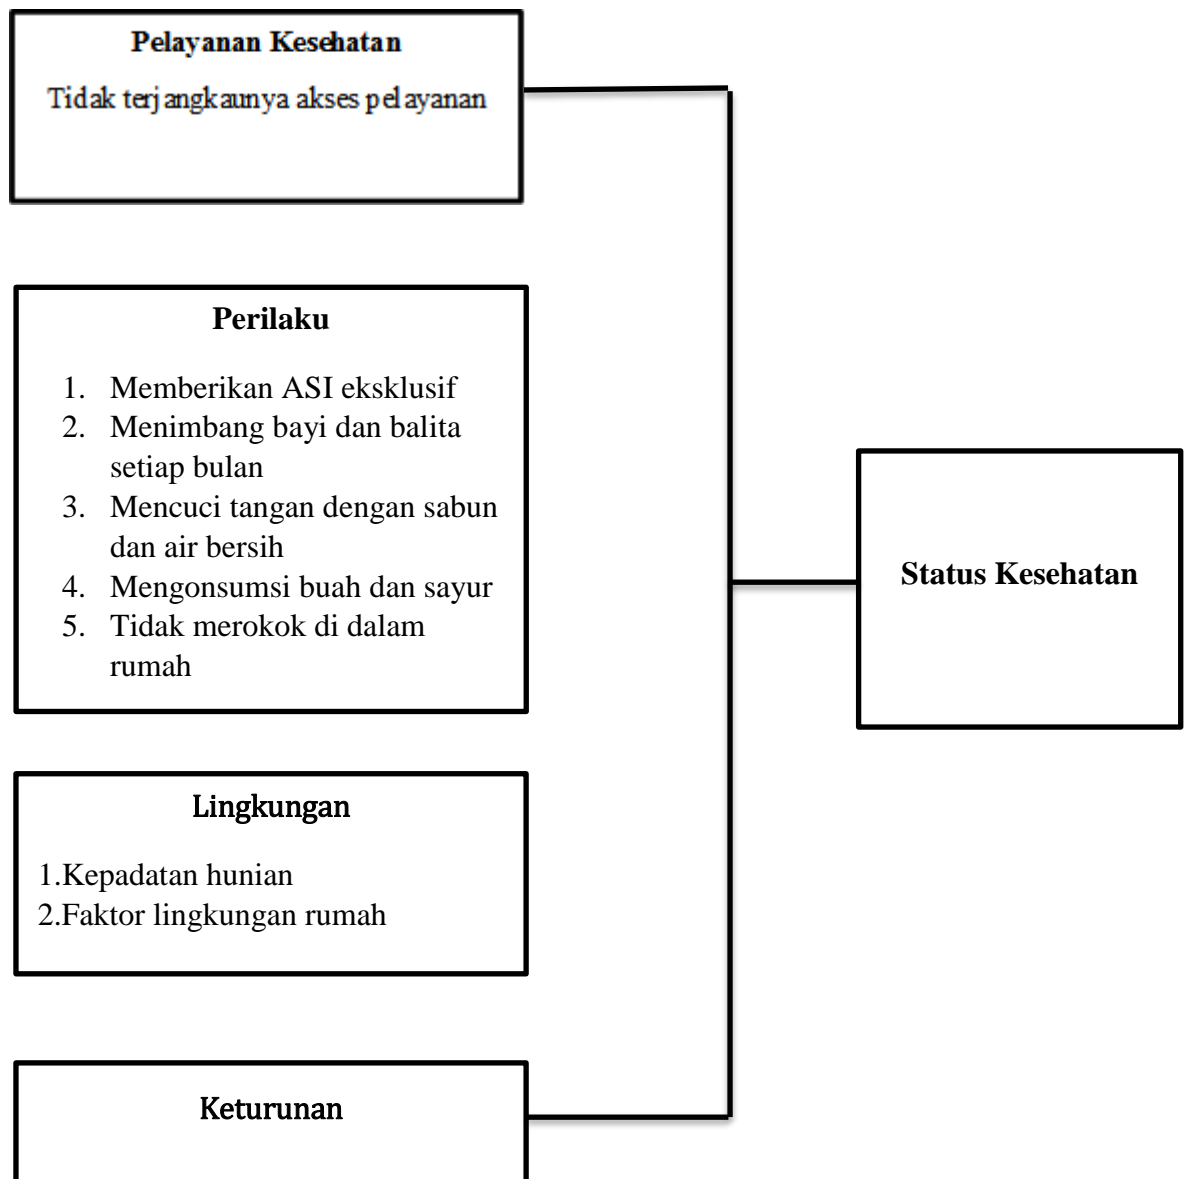 Pelayanan Kesehatan
Tidak terjangkaunya akses pelayanan
Perilaku
1. Memberikan ASI eksklusif
2. Menimbang bayi dan balita
setiap bulan
3. Mencuci tangan dengan sabun
dan air bersih
4. Mengonsumsi buah dan sayur
5. Tidak merokok di dalam
rumah
Status Kesehatan
Lingkungan
1.Kepadatan hunian
2.Faktor lingkungan rumah
Keturunan